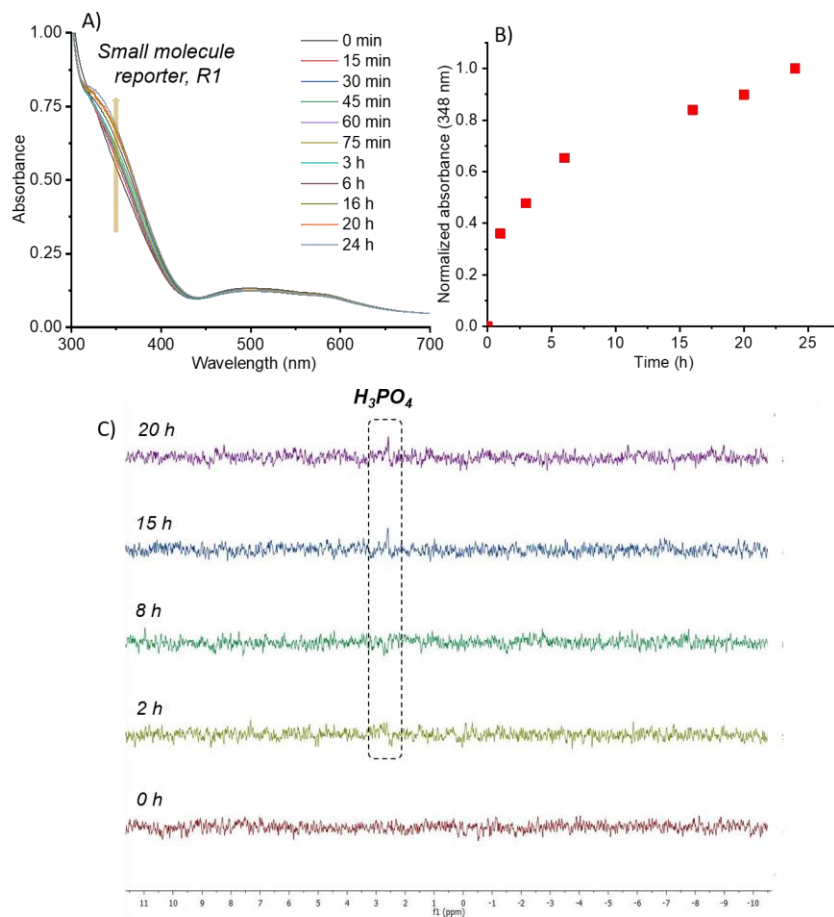 A)
Small molecule
reporter, R1
0 min
15 min
30 min
45 min
60 min
75 min
3 h
6 h
16 h
20 h
24 h
1.00
0.75
0.50
0.25
0.00
Absorbance
300 400 500 600 700
Wavelength (nm)
B)
1.0
0.8
0.6
0.4
0.2
0.0
Normalized absorbance (348 nm)
0 5 10 15 20 25
Time (h)
H₃PO₄
C)
20 h
15 h
8 h
2 h
0 h
11 10 9 8 7 6 5 4 3 2 1 0 -1 -2 -3 -4 -5 -6 -7 -8 -9 -10
f1 (ppm)